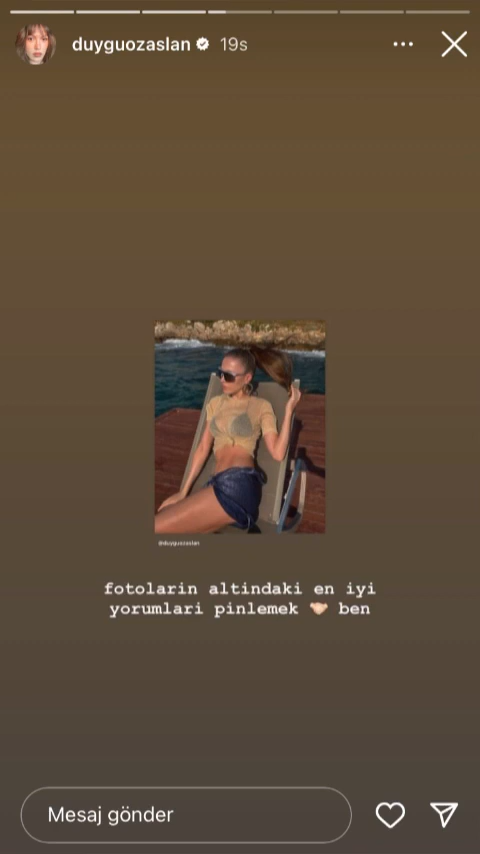 duyguozaslan 19s
@duyguozaslan
fotolarin altindaki en iyi
yorumlari pinlemek 🤝🏻 ben
Mesaj gönder